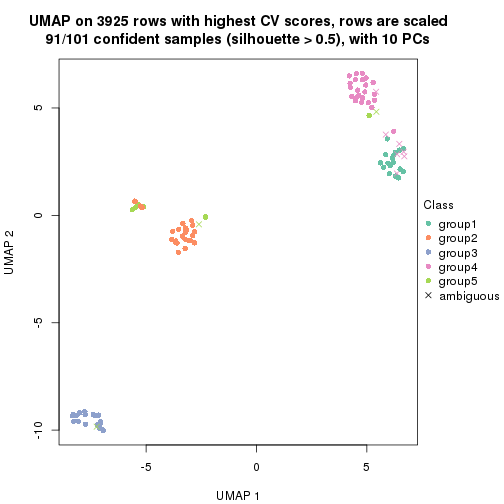 UMAP on 3925 rows with highest CV scores, rows are scaled
91/101 confident samples (silhouette > 0.5), with 10 PCs
5
0
-5
-10
UMAP 2
-5
0
5
UMAP 1
Class
group1
group2
group3
group4
group5
ambiguous